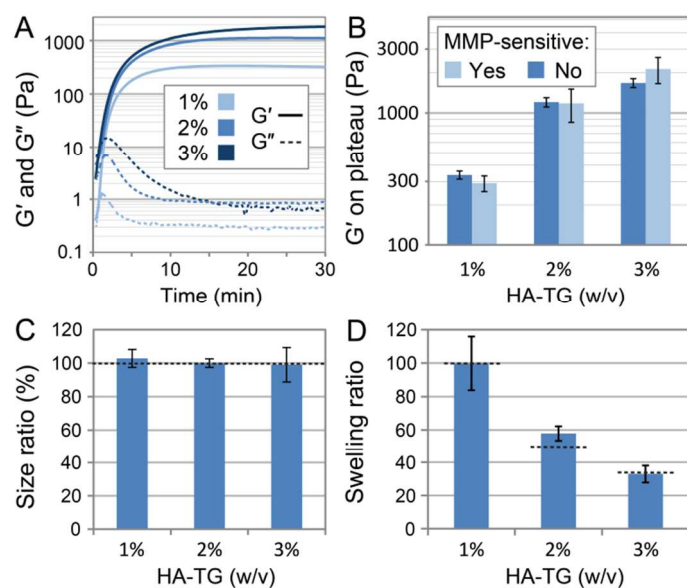 A
G′ and G″ (Pa)
1000
100
10
1
0.1
1%
2%
3%
G′
G″
0
10
20
30
Time (min)
B
G′ on plateau (Pa)
3000
1000
300
100
MMP-sensitive:
Yes
No
1%
2%
3%
HA-TG (w/v)
C
Size ratio (%)
120
100
80
60
40
20
0
1%
2%
3%
HA-TG (w/v)
D
Swelling ratio
120
100
80
60
40
20
0
1%
2%
3%
HA-TG (w/v)